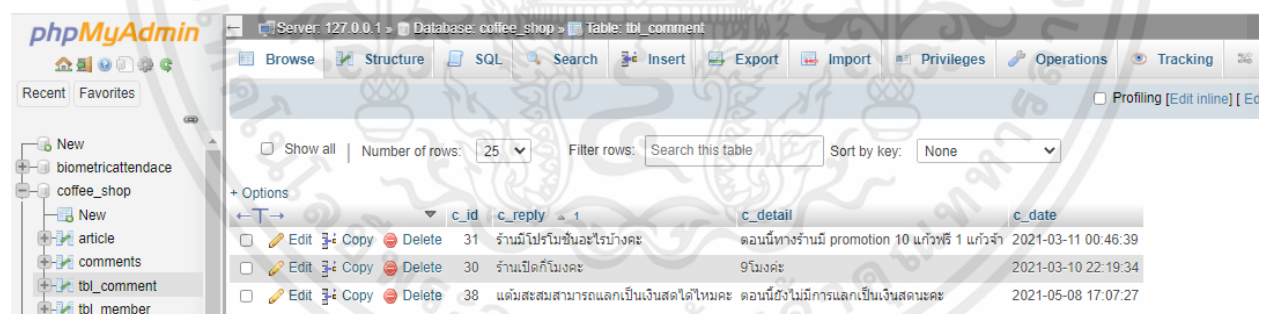 phpMyAdmin
Server: 127.0.0.1 » Database: coffee_shop » Table: tbl_comment
Browse Structure SQL Search Insert Export Import Privileges Operations Tracking
Recent Favorites
Profiling [Edit inline] [
New
Show all | Number of rows: 25 Filter rows: Search this table Sort by key: None
biometricattendace
coffee_shop
+ Options
New
←T→ c_id c_reply 1 c_detail c_date
article
Edit Copy Delete 31 ร้านมีโปรโมชั่นอะไรบ้างคะ ตอนนี้ทางร้านมี promotion 10 แก้วฟรี 1 แก้วจ้า 2021-03-11 00:46:39
comments
Edit Copy Delete 30 ร้านเปิดกี่โมงคะ 9โมงค่ะ 2021-03-10 22:19:34
tbl_comment
Edit Copy Delete 38 แต้มสะสมสามารถแลกเป็นเงินสดได้ไหมคะ ตอนนี้ยังไม่มีการแลกเป็นเงินสดนะคะ 2021-05-08 17:07:27
tbl_member